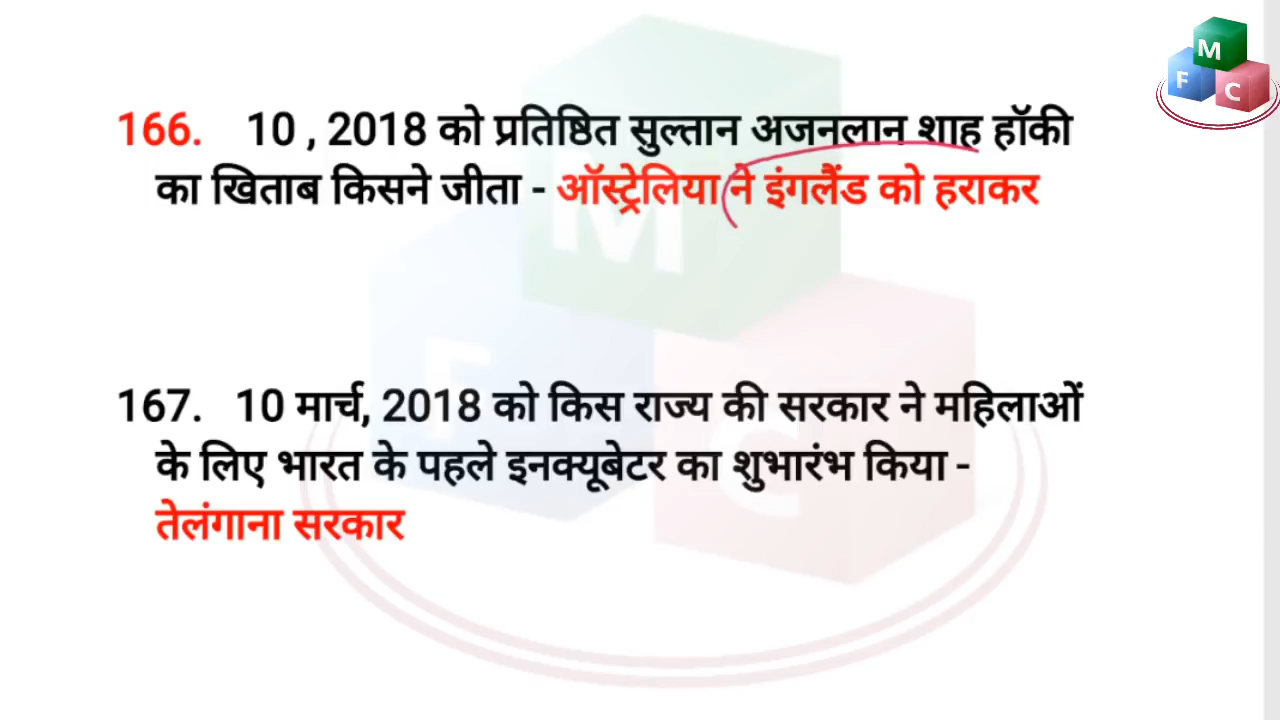 166. 10 , 2018 को प्रतिष्ठित सुल्तान अजनलान शाह हॉकी
का खिताब किसने जीता - ऑस्ट्रेलिया ने इंगलैंड को हराकर
167. 10 मार्च, 2018 को किस राज्य की सरकार ने महिलाओं
के लिए भारत के पहले इनक्यूबेटर का शुभारंभ किया -
तेलंगाना सरकार
M
F C
M
F
C